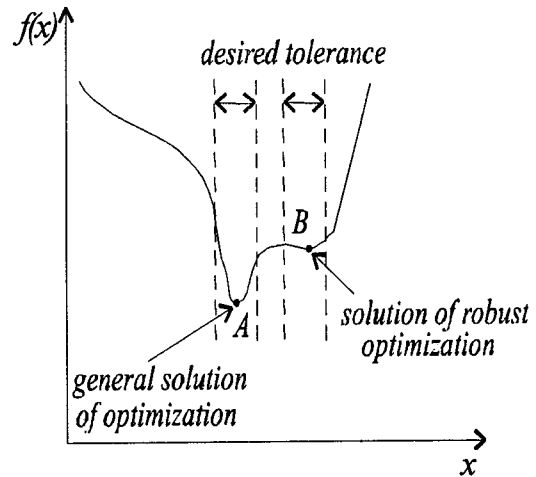 f(x)
desired tolerance
B
A
solution of robust
optimization
general solution
of optimization
x